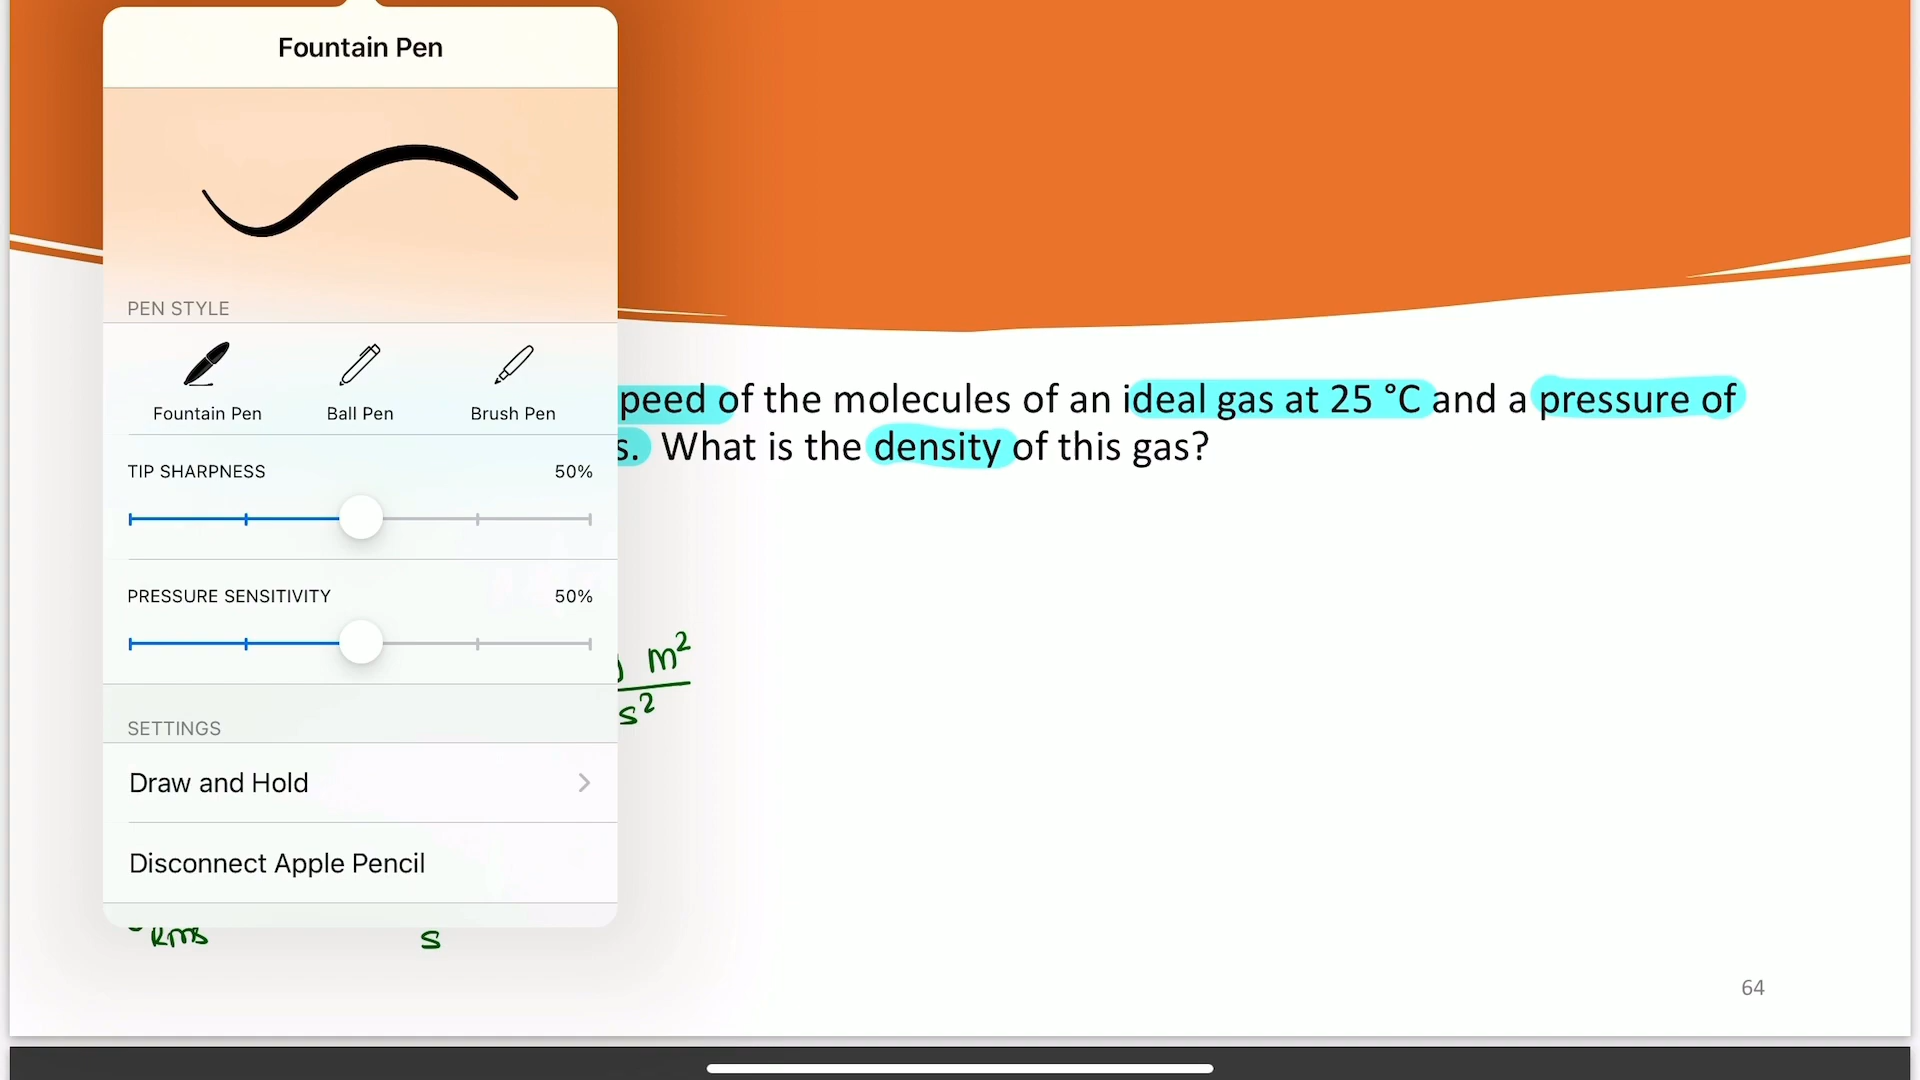 Fountain Pen
PEN STYLE
Fountain Pen Ball Pen Brush Pen
TIP SHARPNESS 50%
PRESSURE SENSITIVITY 50%
SETTINGS
Draw and Hold
Disconnect Apple Pencil
peed of the molecules of an ideal gas at 25 °C and a pressure of
s. What is the density of this gas?
m²
s²
rms
s
64